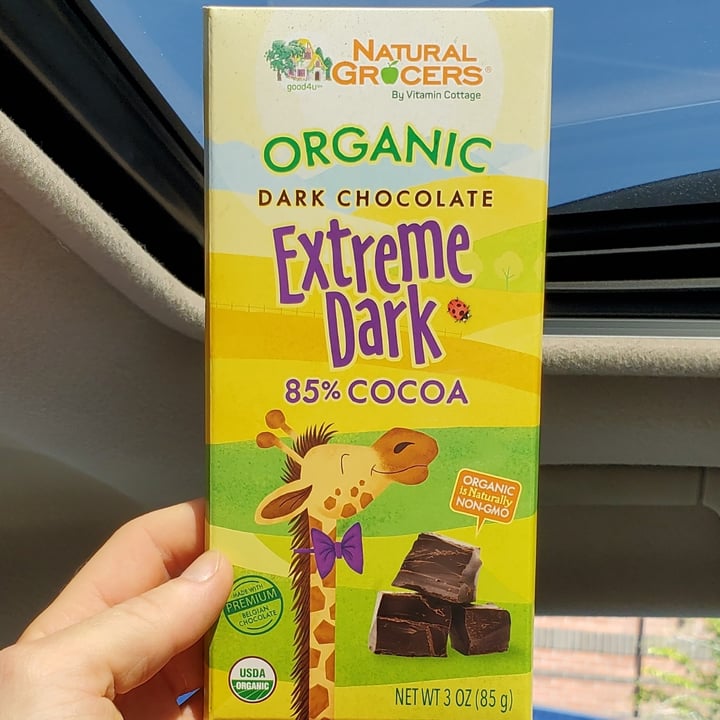 NATURAL
GROCERS®
good4u
By Vitamin Cottage
ORGANIC
DARK CHOCOLATE
Extreme
Dark
85% COCOA
ORGANIC
is Naturally
NON-GMO
MADE WITH
PREMIUM
BELGIAN
CHOCOLATE
USDA
ORGANIC
NET WT 3 OZ (85 g)